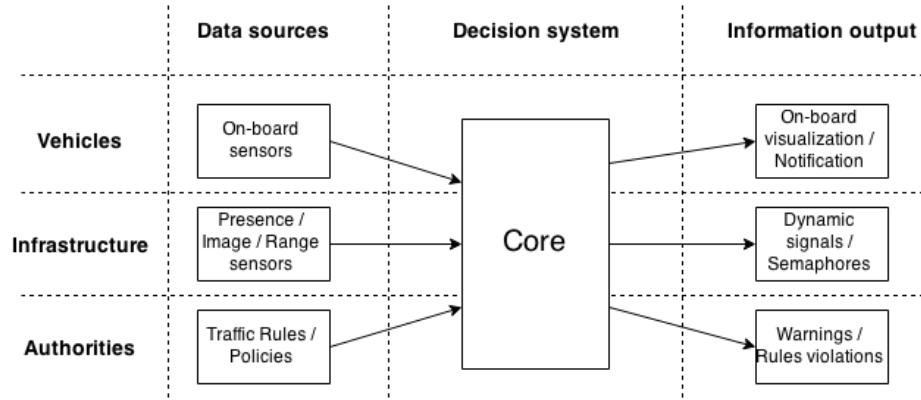 Data sources
Decision system
Information output
Vehicles
On-board
sensors
On-board
visualization /
Notification
Infrastructure
Presence /
Image / Range
sensors
Core
Dynamic
signals /
Semaphores
Authorities
Traffic Rules /
Policies
Warnings /
Rules violations